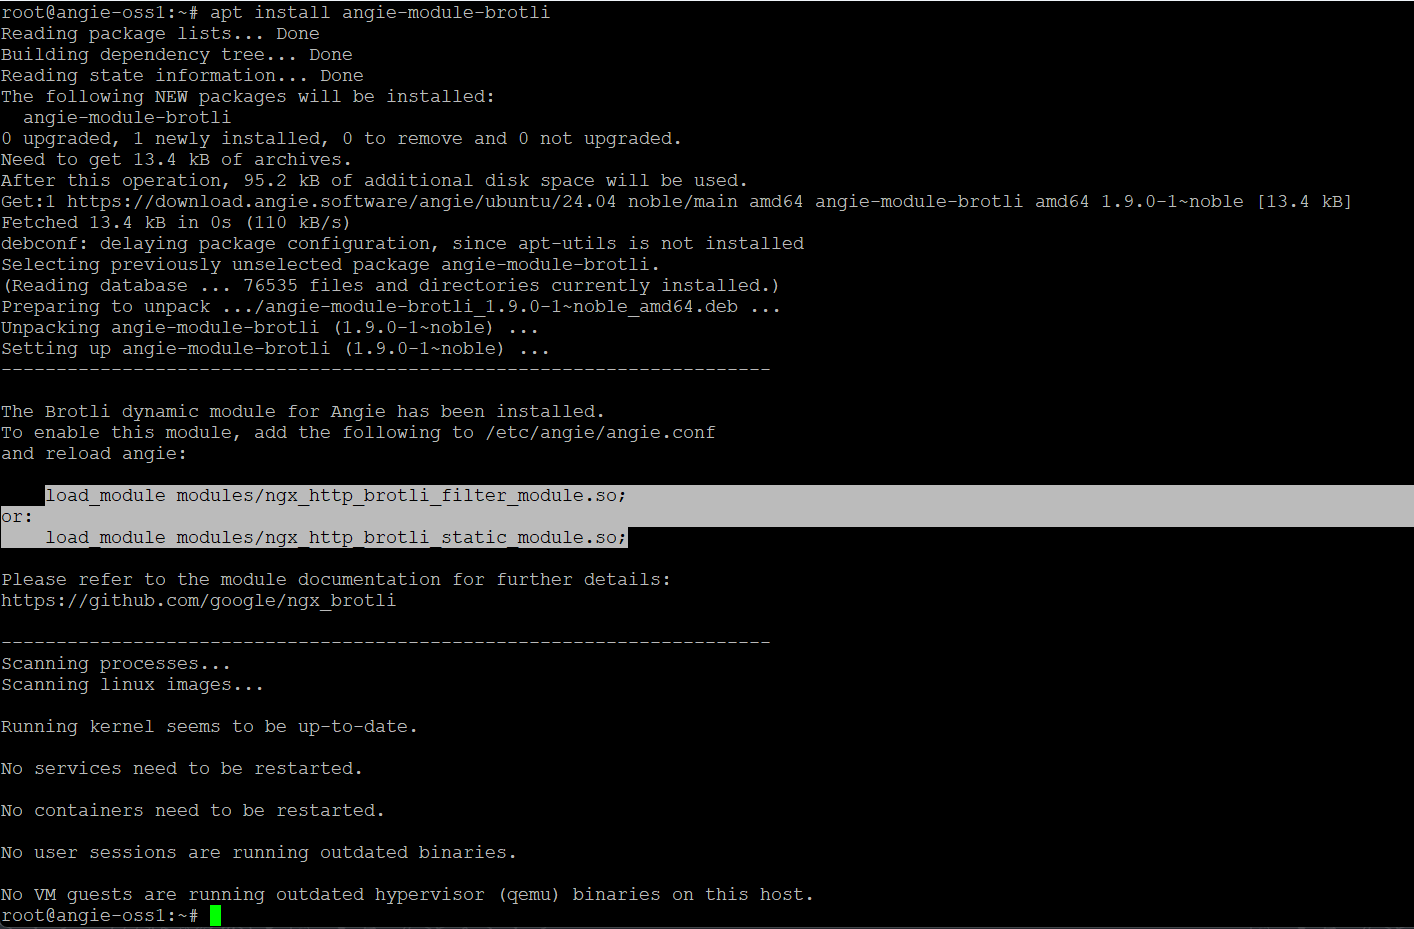 root@angie-oss1:~# apt install angie-module-brotli
Reading package lists... Done
Building dependency tree... Done
Reading state information... Done
The following NEW packages will be installed:
  angie-module-brotli
0 upgraded, 1 newly installed, 0 to remove and 0 not upgraded.
Need to get 13.4 kB of archives.
After this operation, 95.2 kB of additional disk space will be used.
Get:1 https://download.angie.software/angie/ubuntu/24.04 noble/main amd64 angie-module-brotli amd64 1.9.0-1~noble [13.4 kB]
Fetched 13.4 kB in 0s (110 kB/s)
debconf: delaying package configuration, since apt-utils is not installed
Selecting previously unselected package angie-module-brotli.
(Reading database ... 76535 files and directories currently installed.)
Preparing to unpack .../angie-module-brotli_1.9.0-1~noble_amd64.deb ...
Unpacking angie-module-brotli (1.9.0-1~noble) ...
Setting up angie-module-brotli (1.9.0-1~noble) ...
----------------------------------------------------------------------
The Brotli dynamic module for Angie has been installed.
To enable this module, add the following to /etc/angie/angie.conf
and reload angie:
    load_module modules/ngx_http_brotli_filter_module.so;
or:
    load_module modules/ngx_http_brotli_static_module.so;
Please refer to the module documentation for further details:
https://github.com/google/ngx_brotli
----------------------------------------------------------------------
Scanning processes...
Scanning linux images...
Running kernel seems to be up-to-date.
No services need to be restarted.
No containers need to be restarted.
No user sessions are running outdated binaries.
No VM guests are running outdated hypervisor (qemu) binaries on this host.
root@angie-oss1:~#